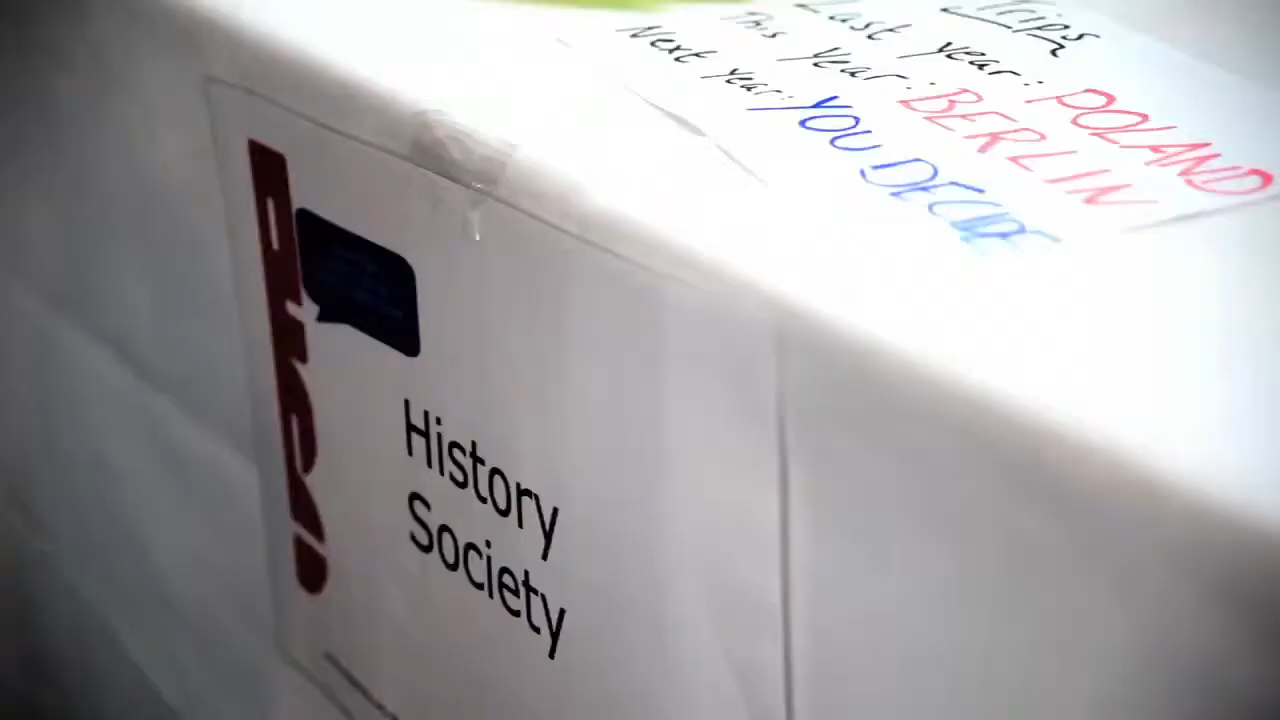 Trips
Last year: POLAND
This Year: BERLIN
Next year: YOU DECIDE
History
Society